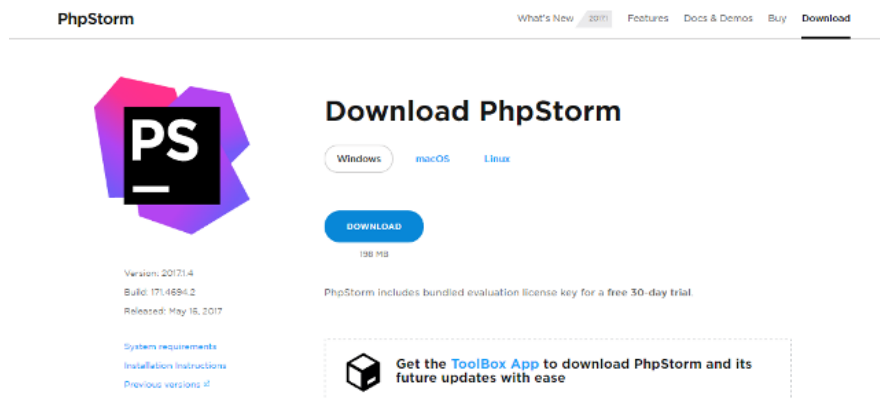 PhpStorm
What's New 2017.1 Features Docs & Demos Buy Download
PS
Download PhpStorm
Windows macOS Linux
DOWNLOAD
198 MB
Version: 2017.1.4
Build: 171.4694.2
Released: May 16, 2017
PhpStorm includes bundled evaluation license key for a free 30-day trial.
System requirements
Installation Instructions
Previous versions
Get the ToolBox App to download PhpStorm and its
future updates with ease